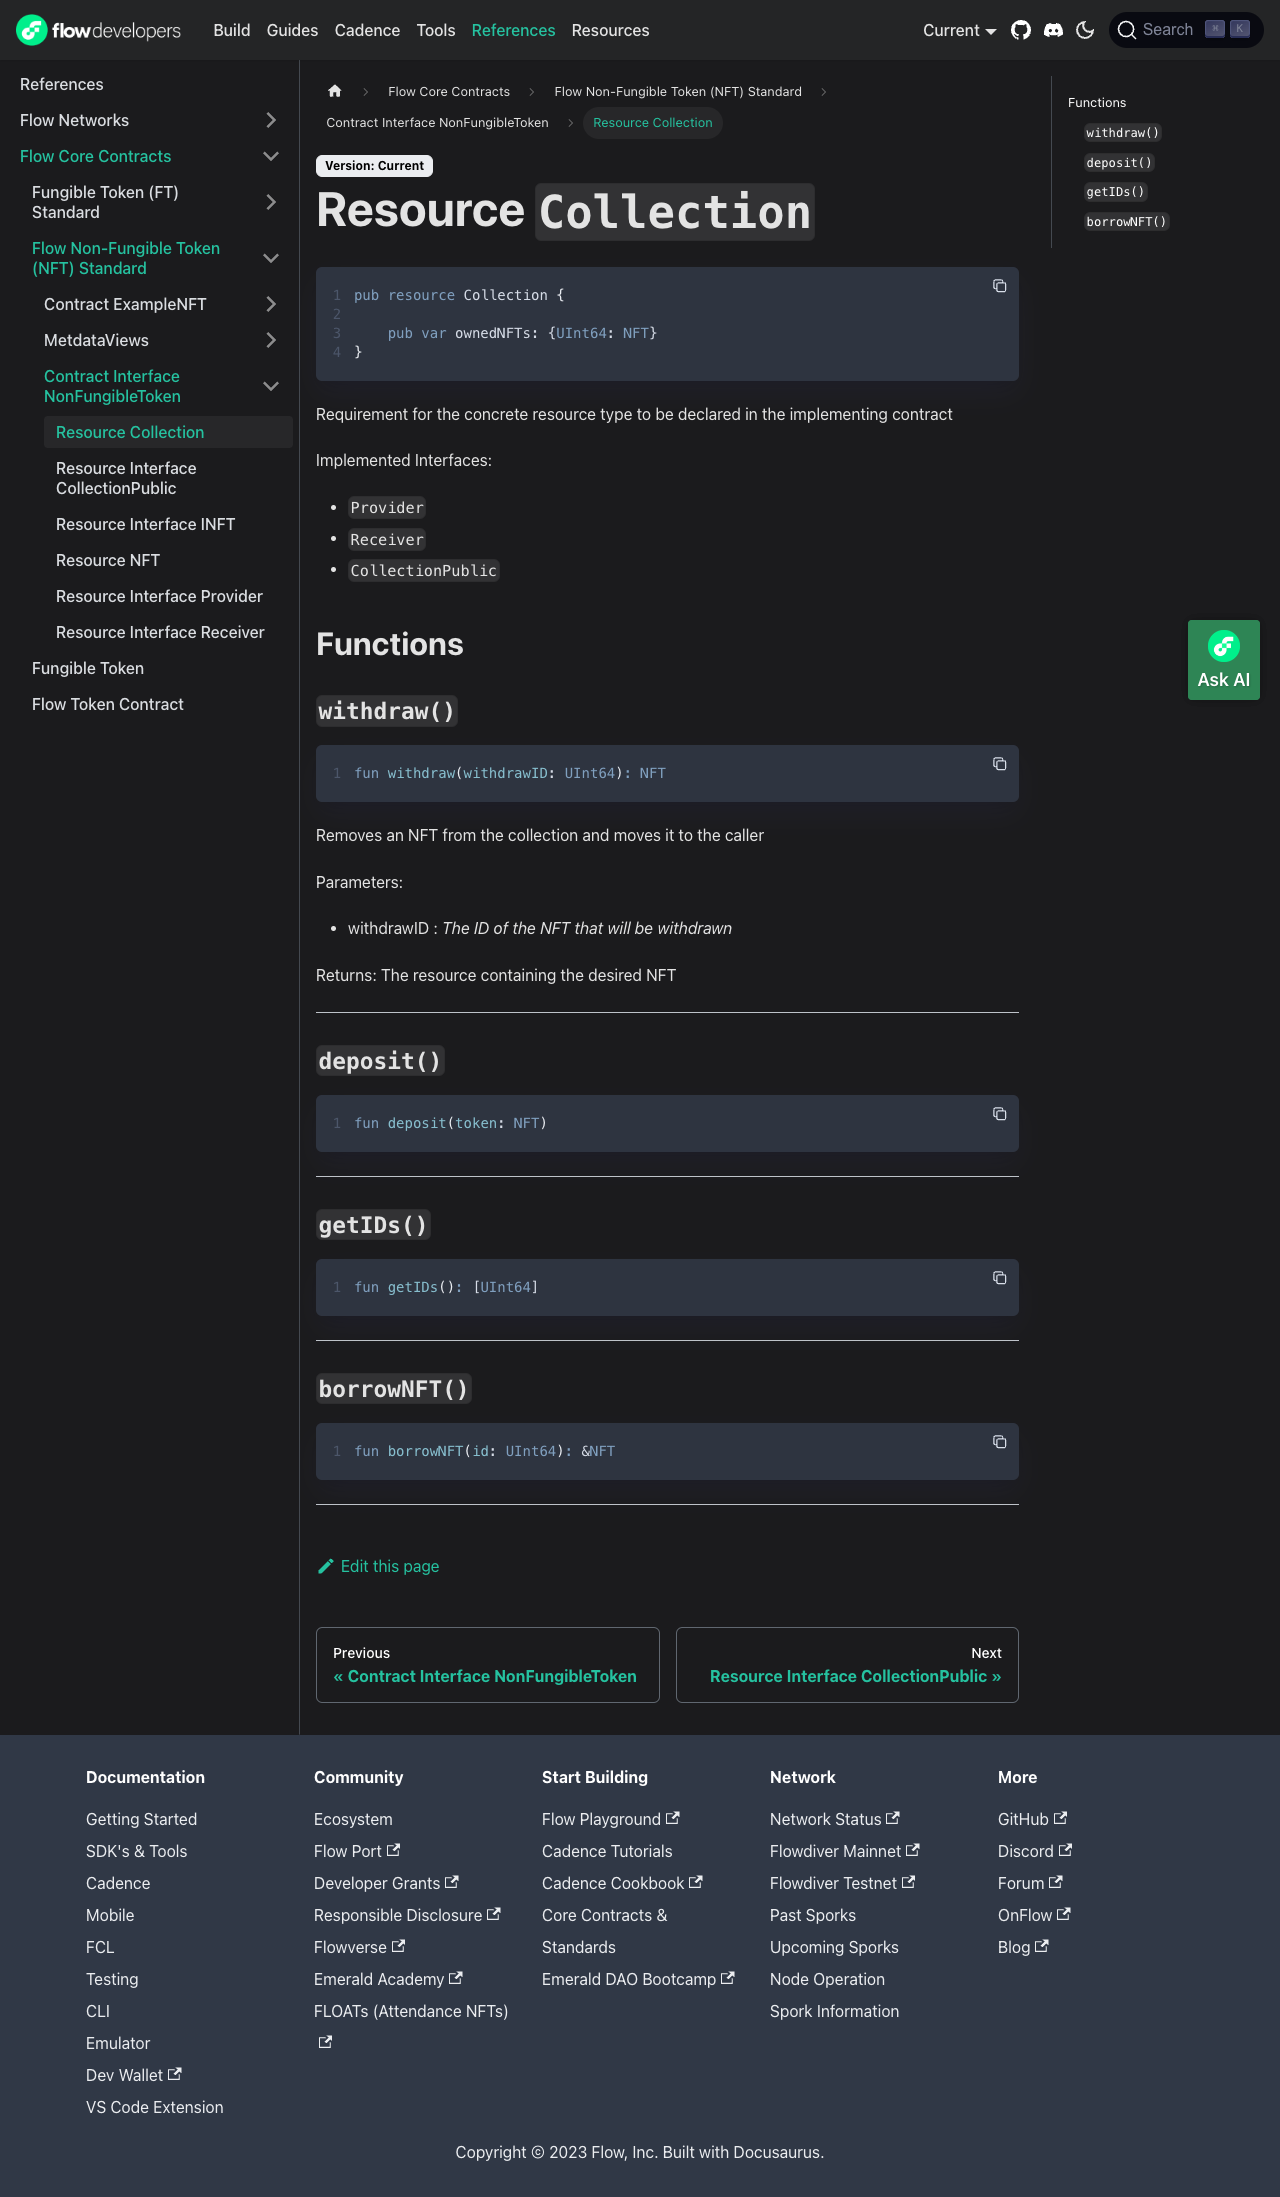 flowdevelopers Build Guides Cadence Tools References Resources Current Search ⌘ K
References
Flow Networks
Flow Core Contracts
Fungible Token (FT)
Standard
Flow Non-Fungible Token
(NFT) Standard
Contract ExampleNFT
MetdataViews
Contract Interface
NonFungibleToken
Resource Collection
Resource Interface
CollectionPublic
Resource Interface INFT
Resource NFT
Resource Interface Provider
Resource Interface Receiver
Fungible Token
Flow Token Contract
Flow Core Contracts Flow Non-Fungible Token (NFT) Standard
Contract Interface NonFungibleToken Resource Collection
Version: Current
Resource Collection
1 pub resource Collection {
2
3 pub var ownedNFTs: {UInt64: NFT}
4 }
Requirement for the concrete resource type to be declared in the implementing contract
Implemented Interfaces:
• Provider
• Receiver
• CollectionPublic
Functions
withdraw()
1 fun withdraw(withdrawID: UInt64): NFT
Removes an NFT from the collection and moves it to the caller
Parameters:
• withdrawID : The ID of the NFT that will be withdrawn
Returns: The resource containing the desired NFT
deposit()
1 fun deposit(token: NFT)
getIDs()
1 fun getIDs(): [UInt64]
borrowNFT()
1 fun borrowNFT(id: UInt64): &NFT
Edit this page
Previous
« Contract Interface NonFungibleToken
Next
Resource Interface CollectionPublic »
Functions
withdraw()
deposit()
getIDs()
borrowNFT()
Ask AI
Documentation
Getting Started
SDK's & Tools
Cadence
Mobile
FCL
Testing
CLI
Emulator
Dev Wallet
VS Code Extension
Community
Ecosystem
Flow Port
Developer Grants
Responsible Disclosure
Flowverse
Emerald Academy
FLOATs (Attendance NFTs)
Start Building
Flow Playground
Cadence Tutorials
Cadence Cookbook
Core Contracts &
Standards
Emerald DAO Bootcamp
Network
Network Status
Flowdiver Mainnet
Flowdiver Testnet
Past Sporks
Upcoming Sporks
Node Operation
Spork Information
More
GitHub
Discord
Forum
OnFlow
Blog
Copyright © 2023 Flow, Inc. Built with Docusaurus.